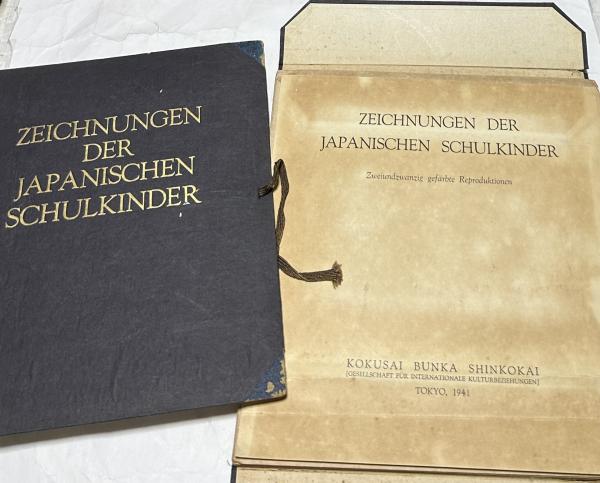 ZEICHNUNGEN
DER
JAPANISCHEN
SCHULKINDER
ZEICHNUNGEN DER
JAPANISCHEN SCHULKINDER
Zweiundzwanzig gefärbte Reproduktionen
KOKUSAI BUNKA SHINKOKAI
[GESELLSCHAFT FÜR INTERNATIONALE KULTURBEZIEHUNGEN]
TOKYO, 1941